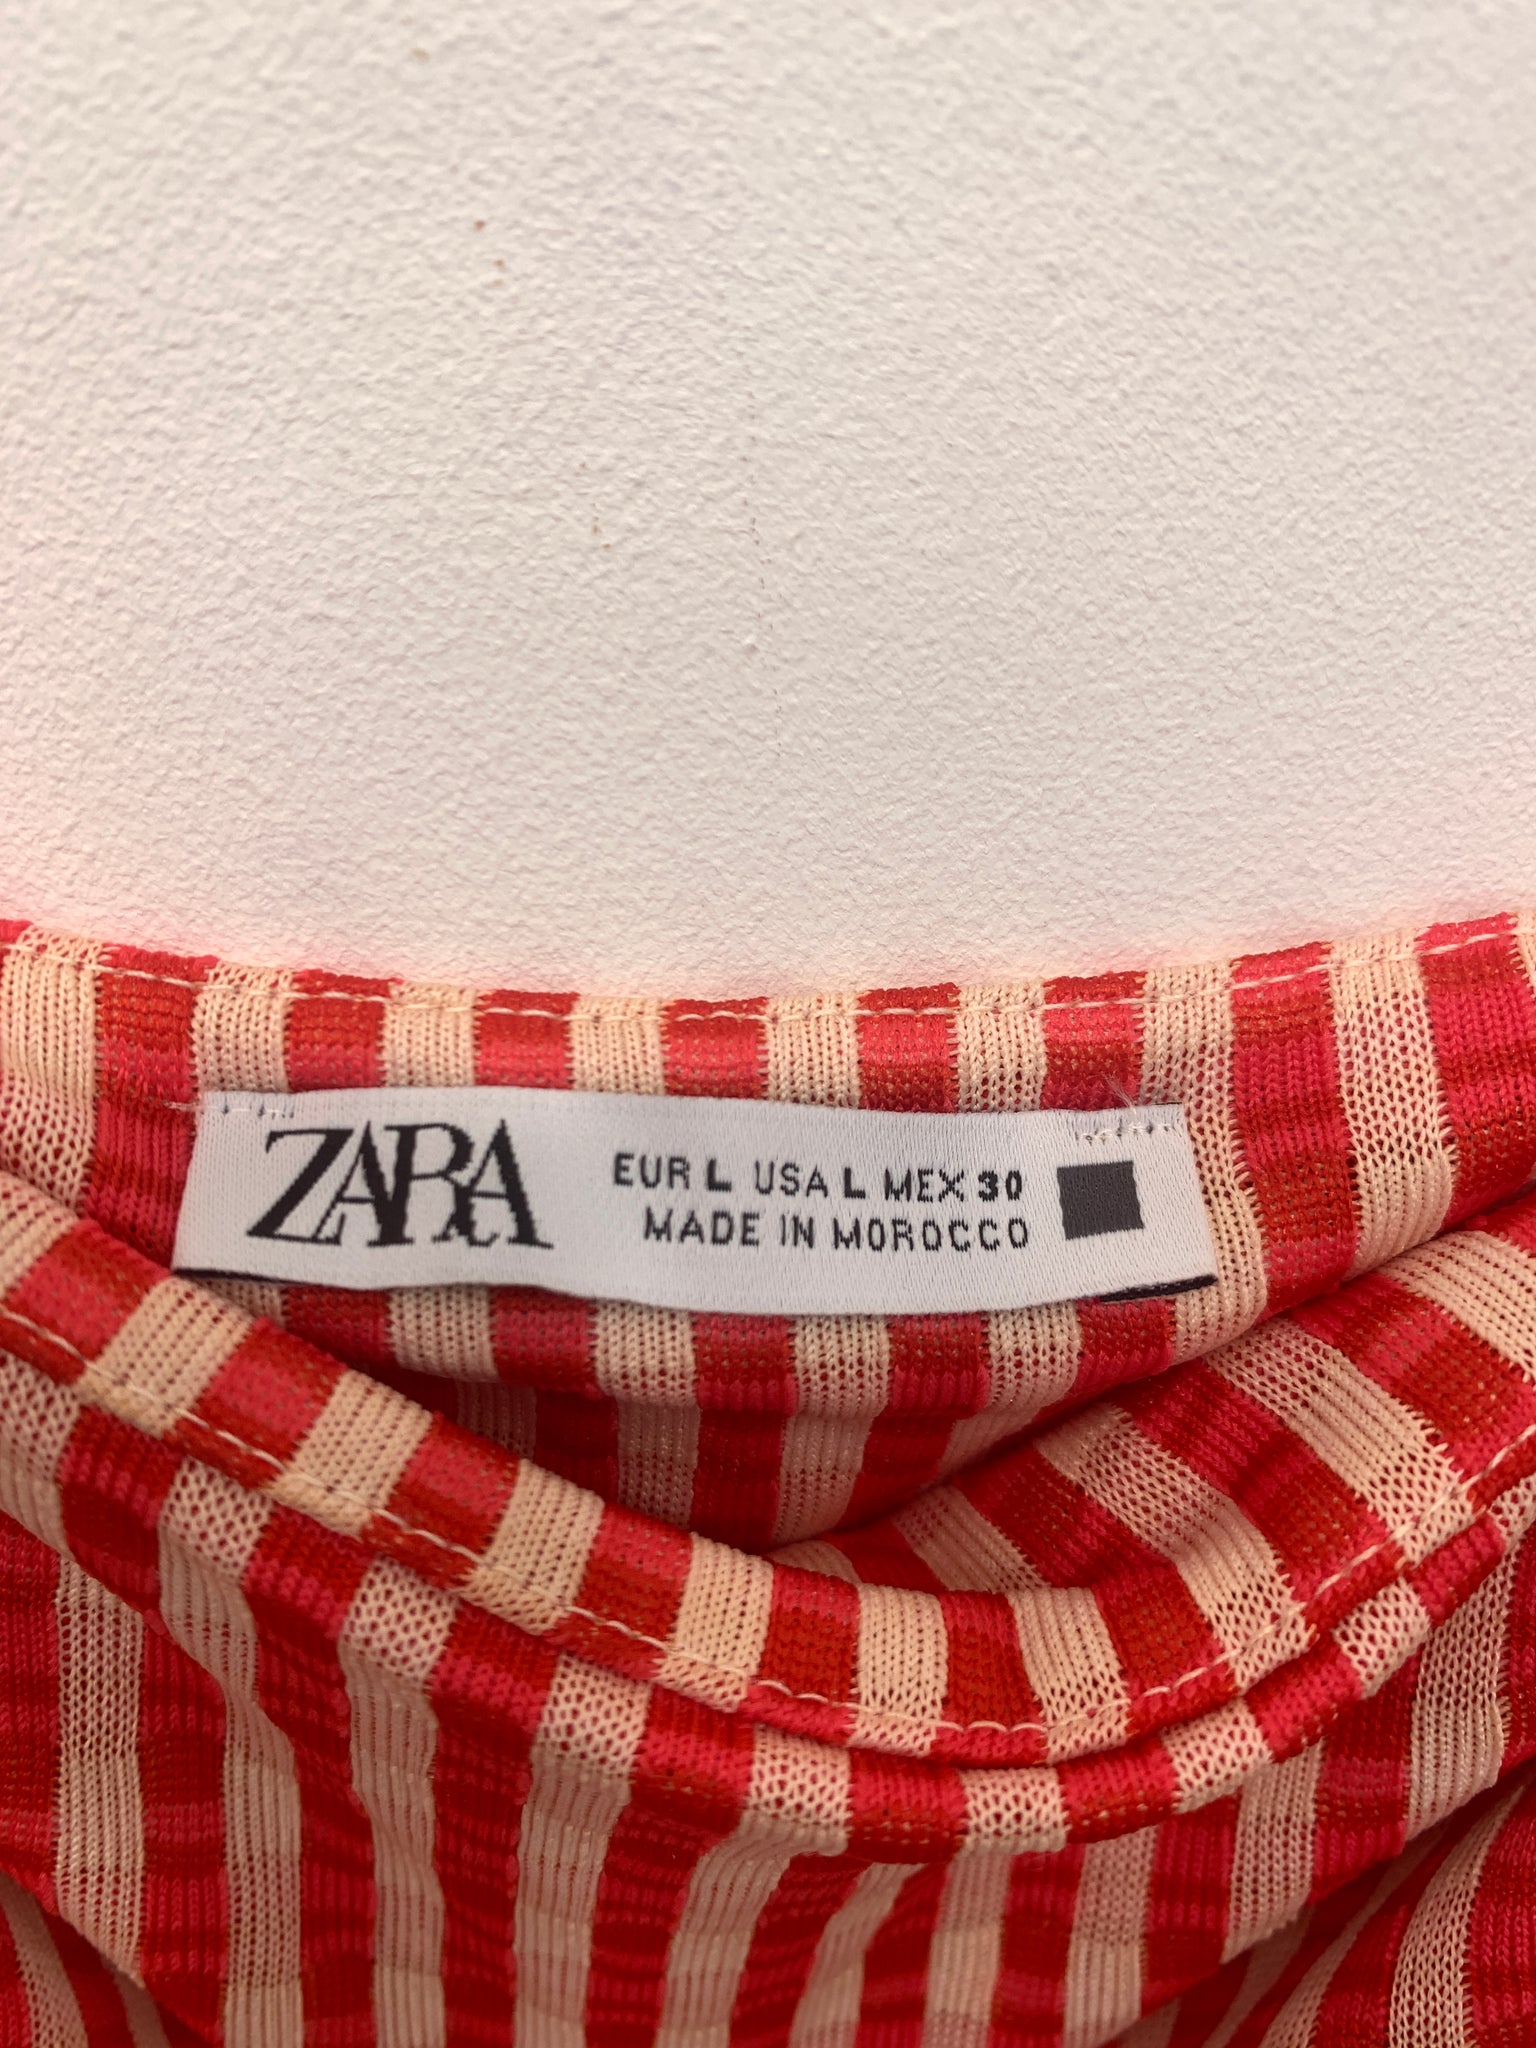 ZARA
EUR L USA L MEX 30
MADE IN MOROCCO